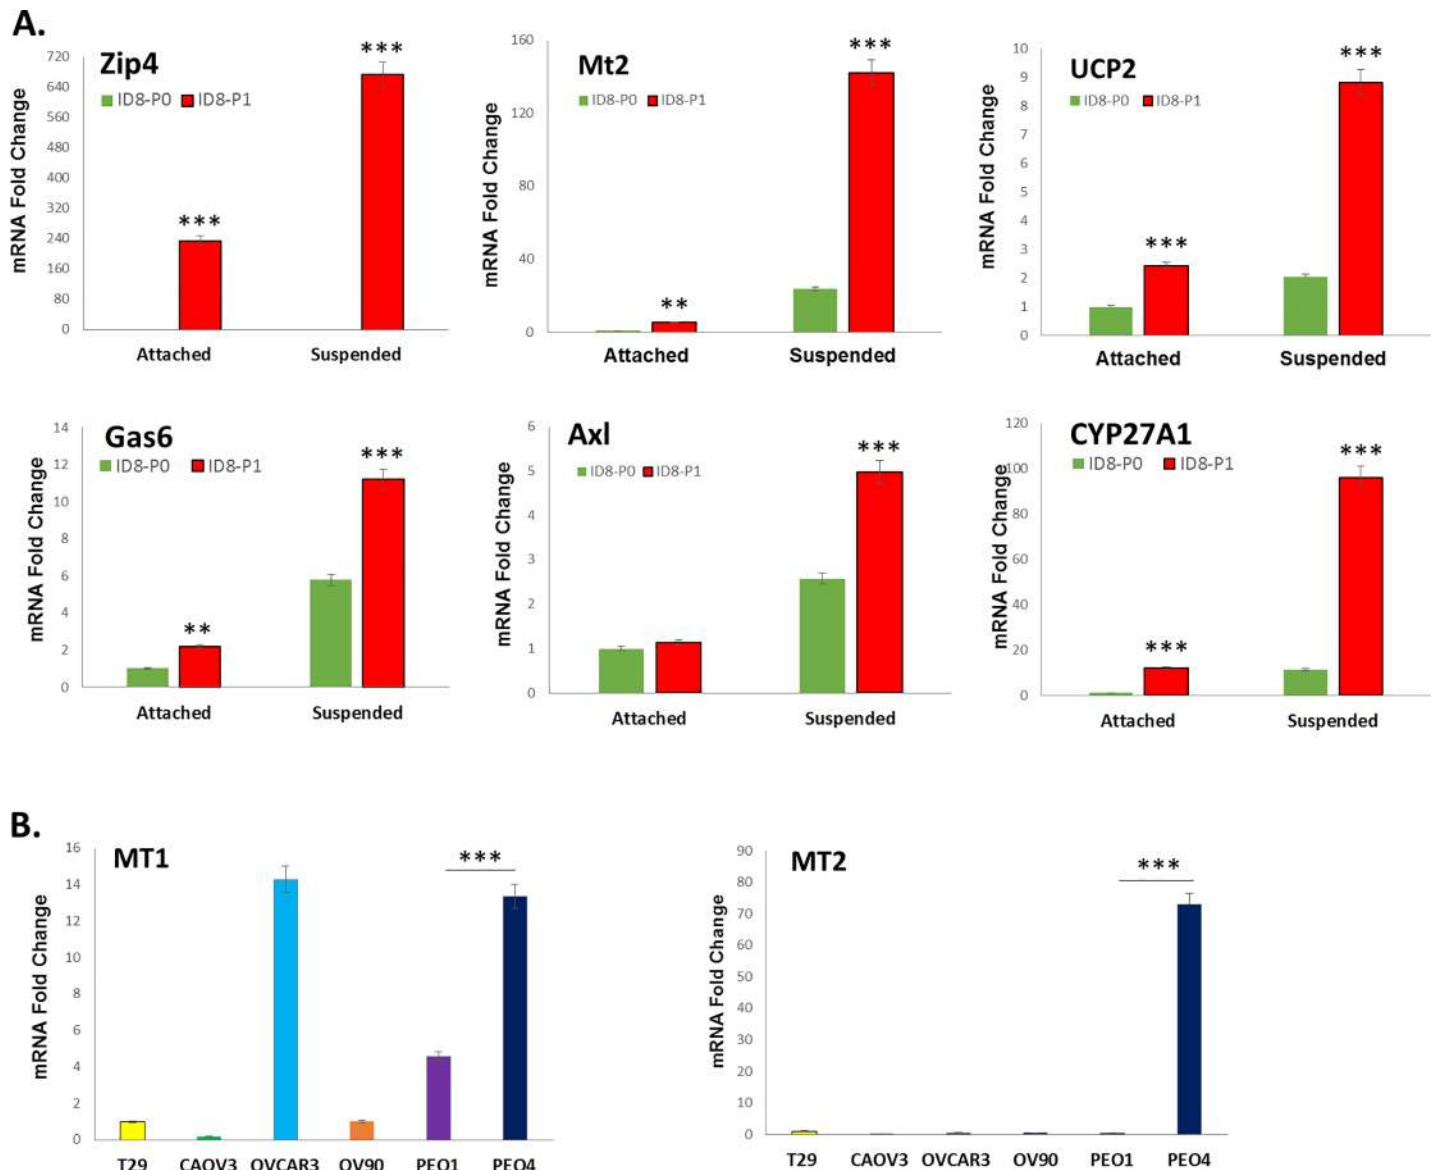 A.
Zip4
ID8-P0 ID8-P1
mRNA Fold Change
720
640
560
480
400
320
240
160
80
0
***
***
Attached Suspended
Mt2
ID8-P0 ID8-P1
mRNA Fold Change
160
120
80
40
0
**
***
Attached Suspended
UCP2
ID8-P0 ID8-P1
mRNA Fold Change
10
9
8
7
6
5
4
3
2
1
0
***
***
Attached Suspended
Gas6
ID8-P0 ID8-P1
mRNA Fold Change
14
12
10
8
6
4
2
0
**
***
Attached Suspended
Axl
ID8-P0 ID8-P1
mRNA Fold Change
6
5
4
3
2
1
0
***
Attached Suspended
CYP27A1
ID8-P0 ID8-P1
mRNA Fold Change
120
100
80
60
40
20
0
***
***
Attached Suspended
B.
MT1
mRNA Fold Change
16
14
12
10
8
6
4
2
0
***
T29 CAOV3 OVCAR3 OV90 PEO1 PEO4
MT2
mRNA Fold Change
90
80
70
60
50
40
30
20
10
0
***
T29 CAOV3 OVCAR3 OV90 PEO1 PEO4